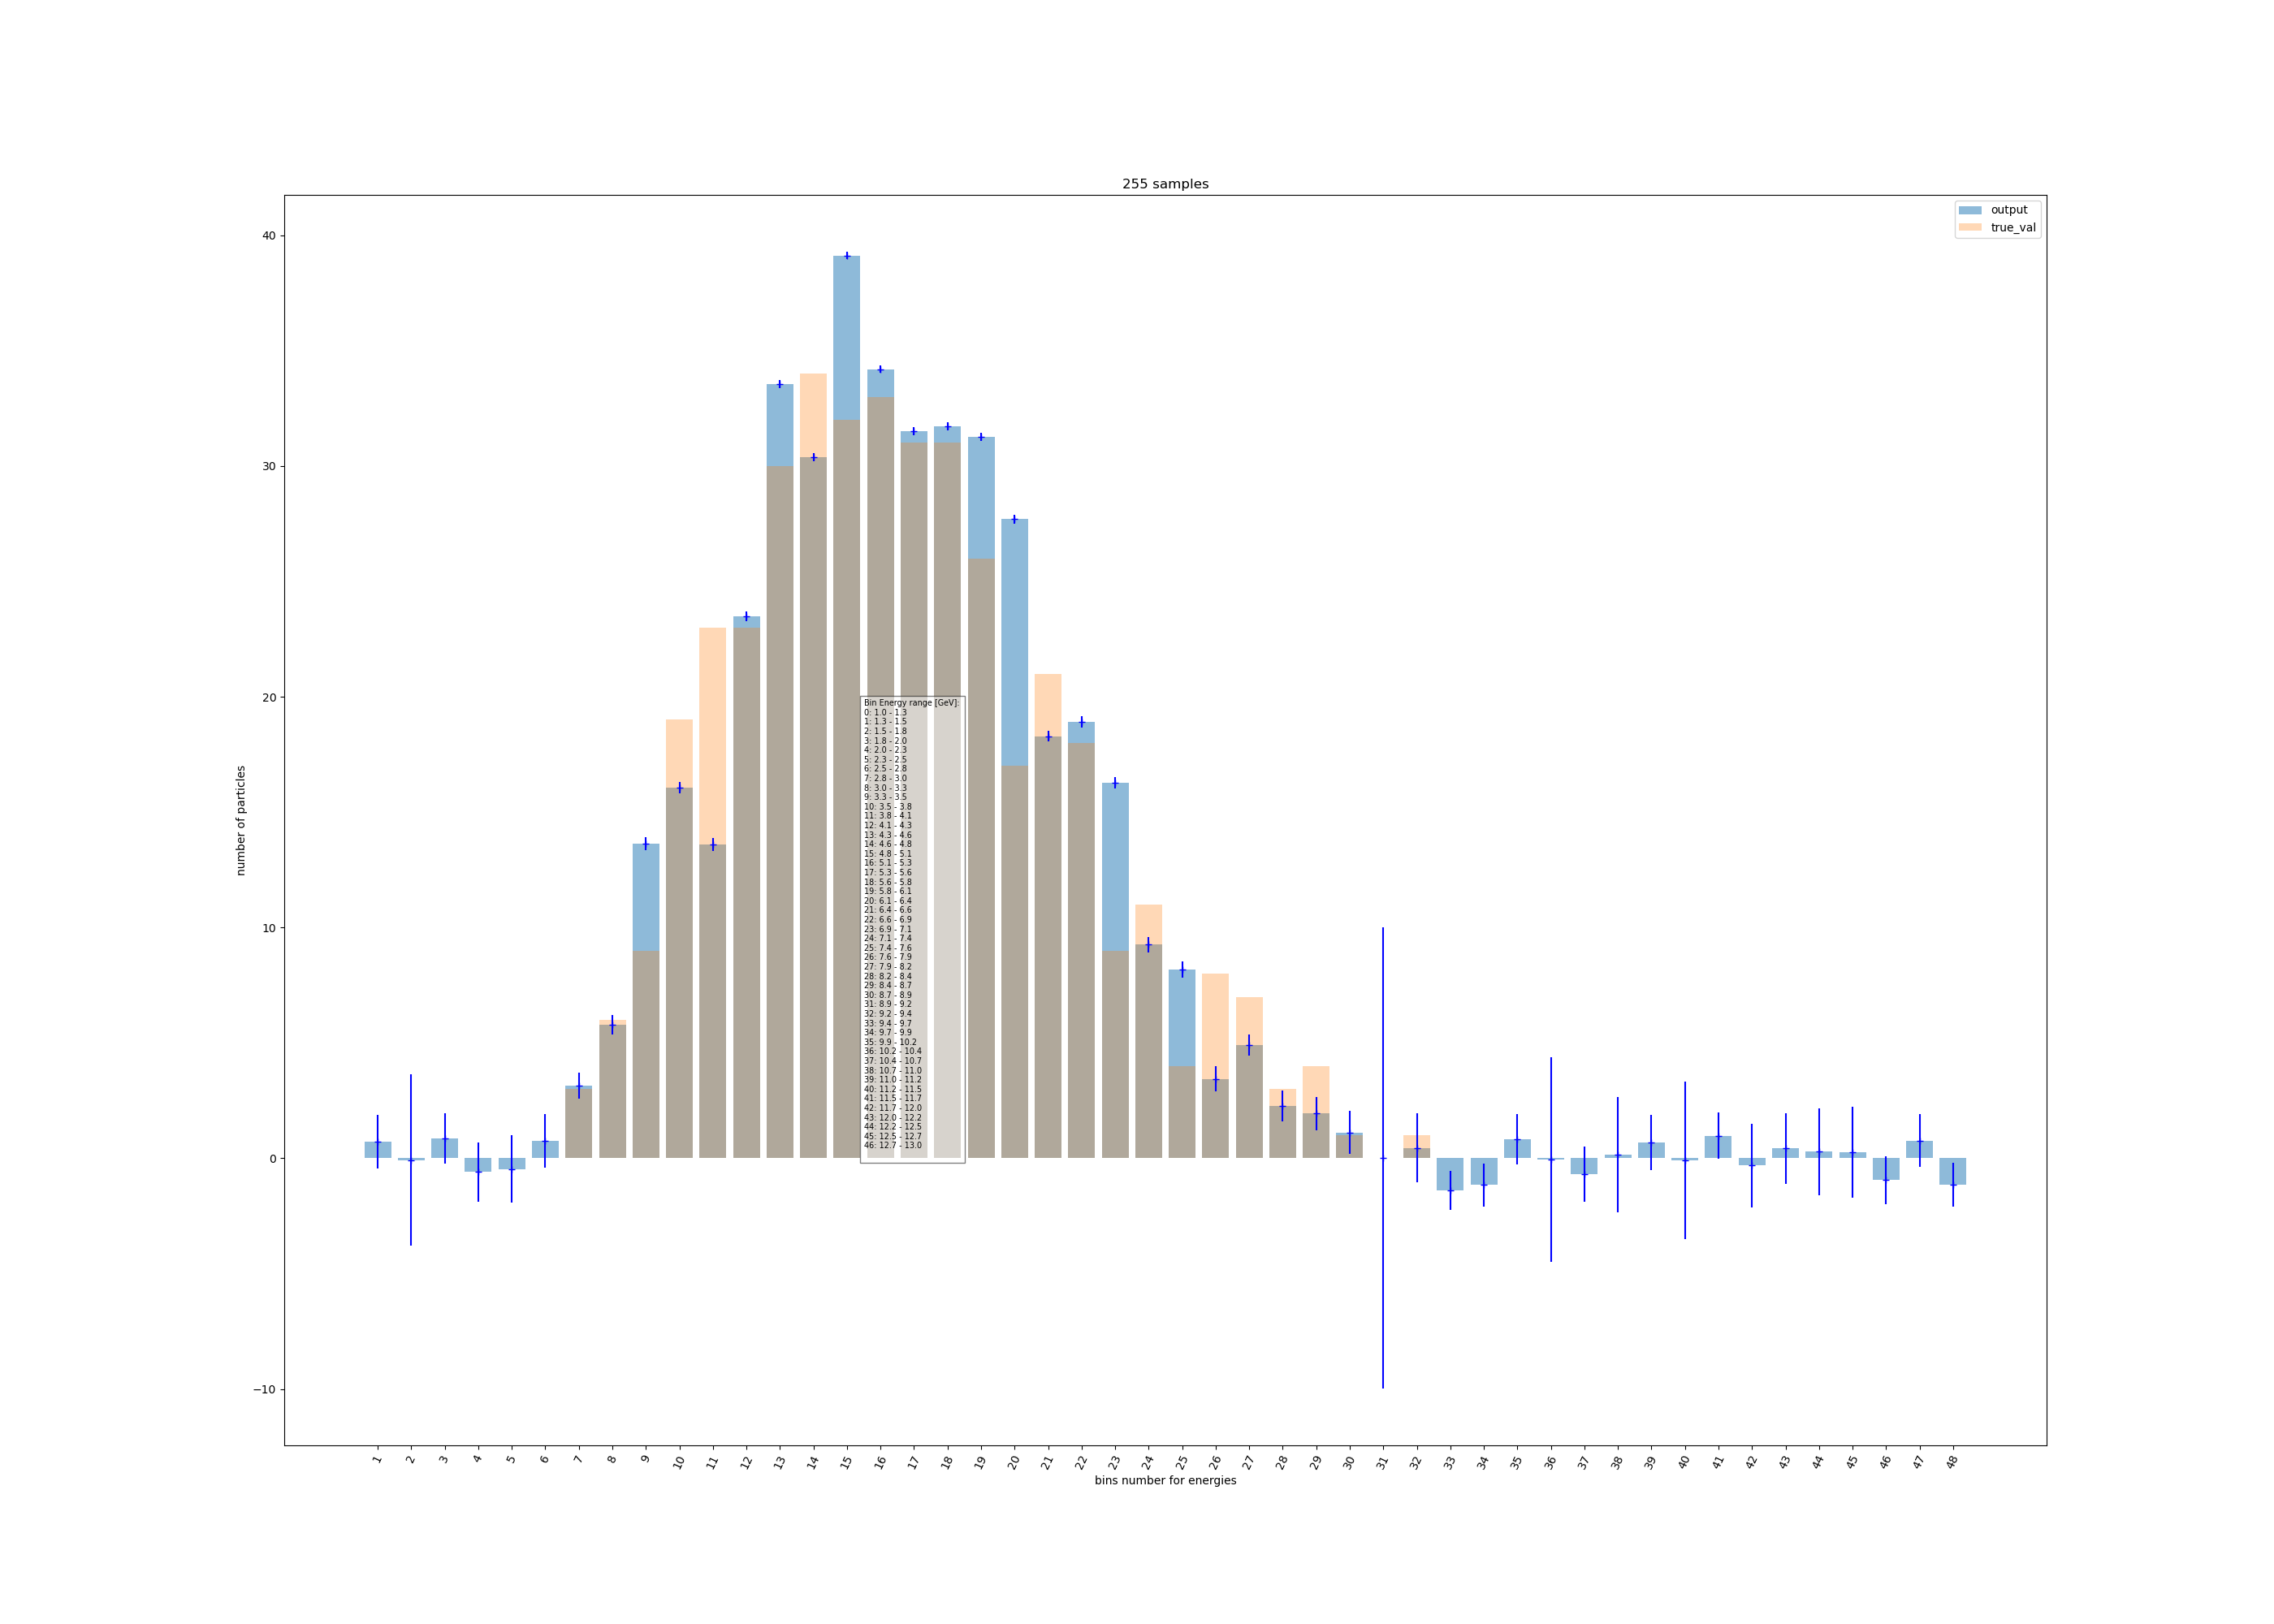 255 samples
output
true_val
40
30
20
10
0
−10
number of particles
Bin Energy range [GeV]:
0: 1.0 - 1.3
1: 1.3 - 1.5
2: 1.5 - 1.8
3: 1.8 - 2.0
4: 2.0 - 2.3
5: 2.3 - 2.5
6: 2.5 - 2.8
7: 2.8 - 3.0
8: 3.0 - 3.3
9: 3.3 - 3.5
10: 3.5 - 3.8
11: 3.8 - 4.1
12: 4.1 - 4.3
13: 4.3 - 4.6
14: 4.6 - 4.8
15: 4.8 - 5.1
16: 5.1 - 5.3
17: 5.3 - 5.6
18: 5.6 - 5.8
19: 5.8 - 6.1
20: 6.1 - 6.4
21: 6.4 - 6.6
22: 6.6 - 6.9
23: 6.9 - 7.1
24: 7.1 - 7.4
25: 7.4 - 7.6
26: 7.6 - 7.9
27: 7.9 - 8.2
28: 8.2 - 8.4
29: 8.4 - 8.7
30: 8.7 - 8.9
31: 8.9 - 9.2
32: 9.2 - 9.4
33: 9.4 - 9.7
34: 9.7 - 9.9
35: 9.9 - 10.2
36: 10.2 - 10.4
37: 10.4 - 10.7
38: 10.7 - 11.0
39: 11.0 - 11.2
40: 11.2 - 11.5
41: 11.5 - 11.7
42: 11.7 - 12.0
43: 12.0 - 12.2
44: 12.2 - 12.5
45: 12.5 - 12.7
46: 12.7 - 13.0
1 2 3 4 5 6 7 8 9 10 11 12 13 14 15 16 17 18 19 20 21 22 23 24 25 26 27 28 29 30 31 32 33 34 35 36 37 38 39 40 41 42 43 44 45 46 47 48
bins number for energies